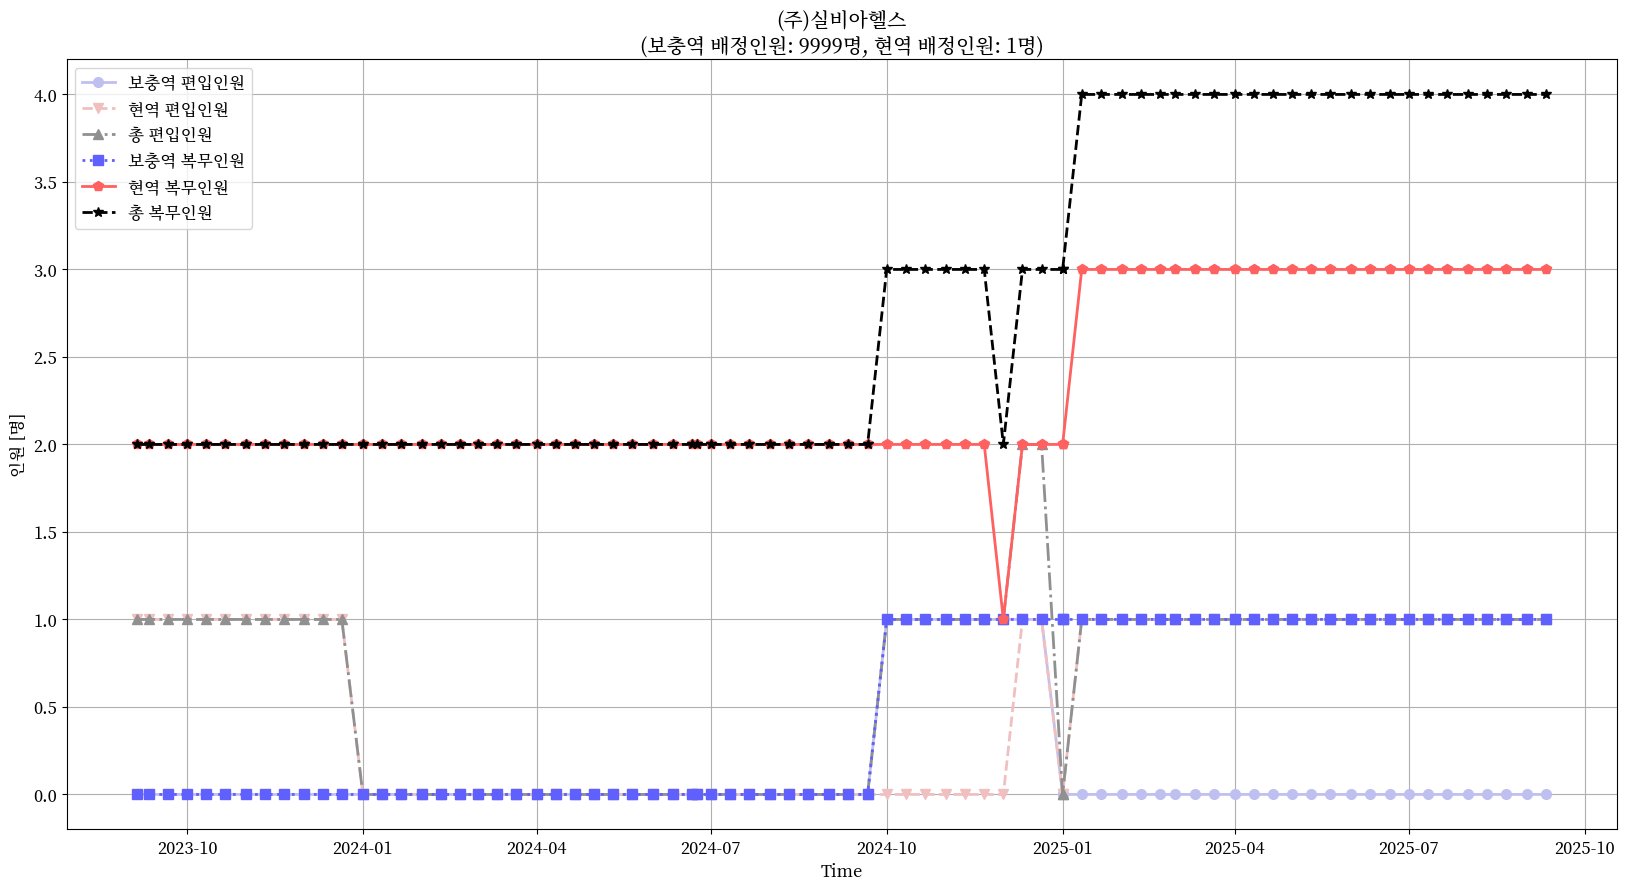 (주)실비아헬스
(보충역 배정인원: 9999명, 현역 배정인원: 1명)
보충역 편입인원
현역 편입인원
총 편입인원
보충역 복무인원
현역 복무인원
총 복무인원
4.0
3.5
3.0
2.5
2.0
1.5
1.0
0.5
0.0
인원 [명]
2023-10 2024-01 2024-04 2024-07 2024-10 2025-01 2025-04 2025-07 2025-10
Time